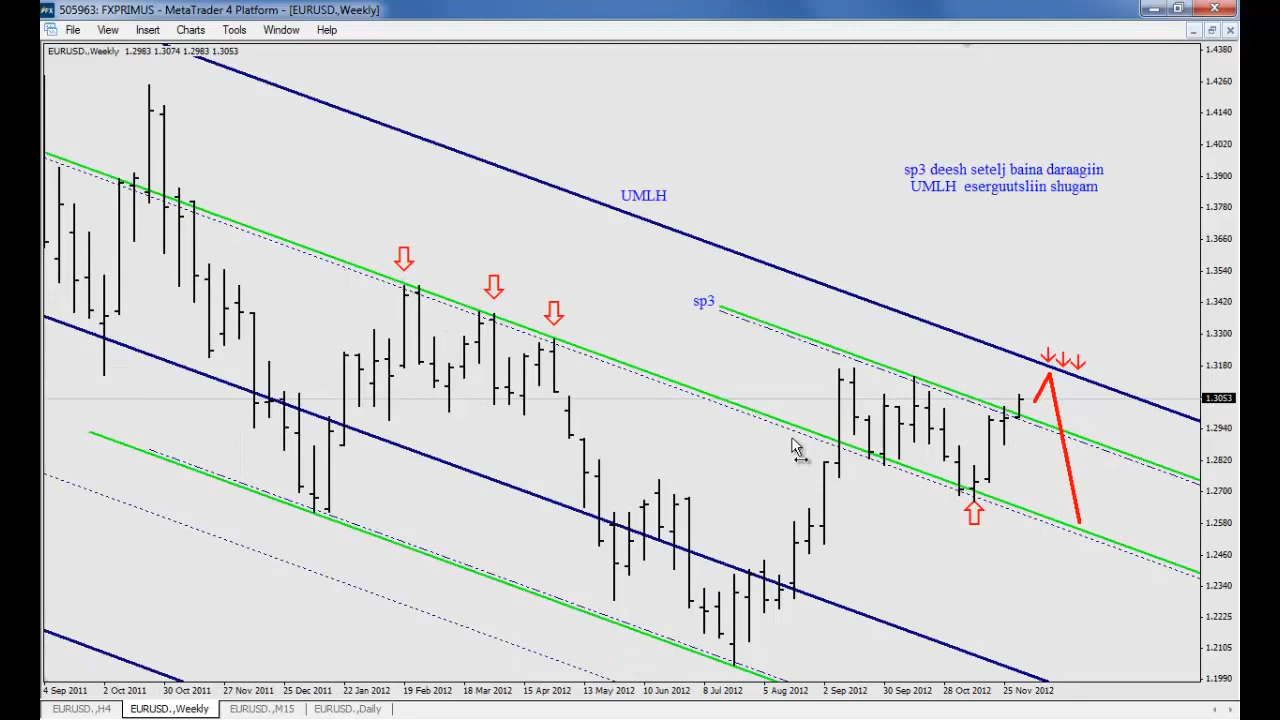 505963: FXPRIMUS - MetaTrader 4 Platform - [EURUSD.,Weekly]
File View Insert Charts Tools Window Help
EURUSD.,Weekly 1.2983 1.3074 1.2983 1.3053
1.4380
1.4260
1.4140
1.4020
1.3900
1.3780
1.3660
1.3540
1.3420
1.3300
1.3180
1.3053
1.2940
1.2820
1.2700
1.2580
1.2460
1.2340
1.2225
1.2105
1.1990
UMLH
sp3 deesh setelj baina daraagiin
UMLH eserguutsliin shugam
sp3
4 Sep 2011 2 Oct 2011 30 Oct 2011 27 Nov 2011 25 Dec 2011 22 Jan 2012 19 Feb 2012 18 Mar 2012 15 Apr 2012 13 May 2012 10 Jun 2012 8 Jul 2012 5 Aug 2012 2 Sep 2012 30 Sep 2012 28 Oct 2012 25 Nov 2012
EURUSD.,H4 EURUSD.,Weekly EURUSD.,M15 EURUSD.,Daily